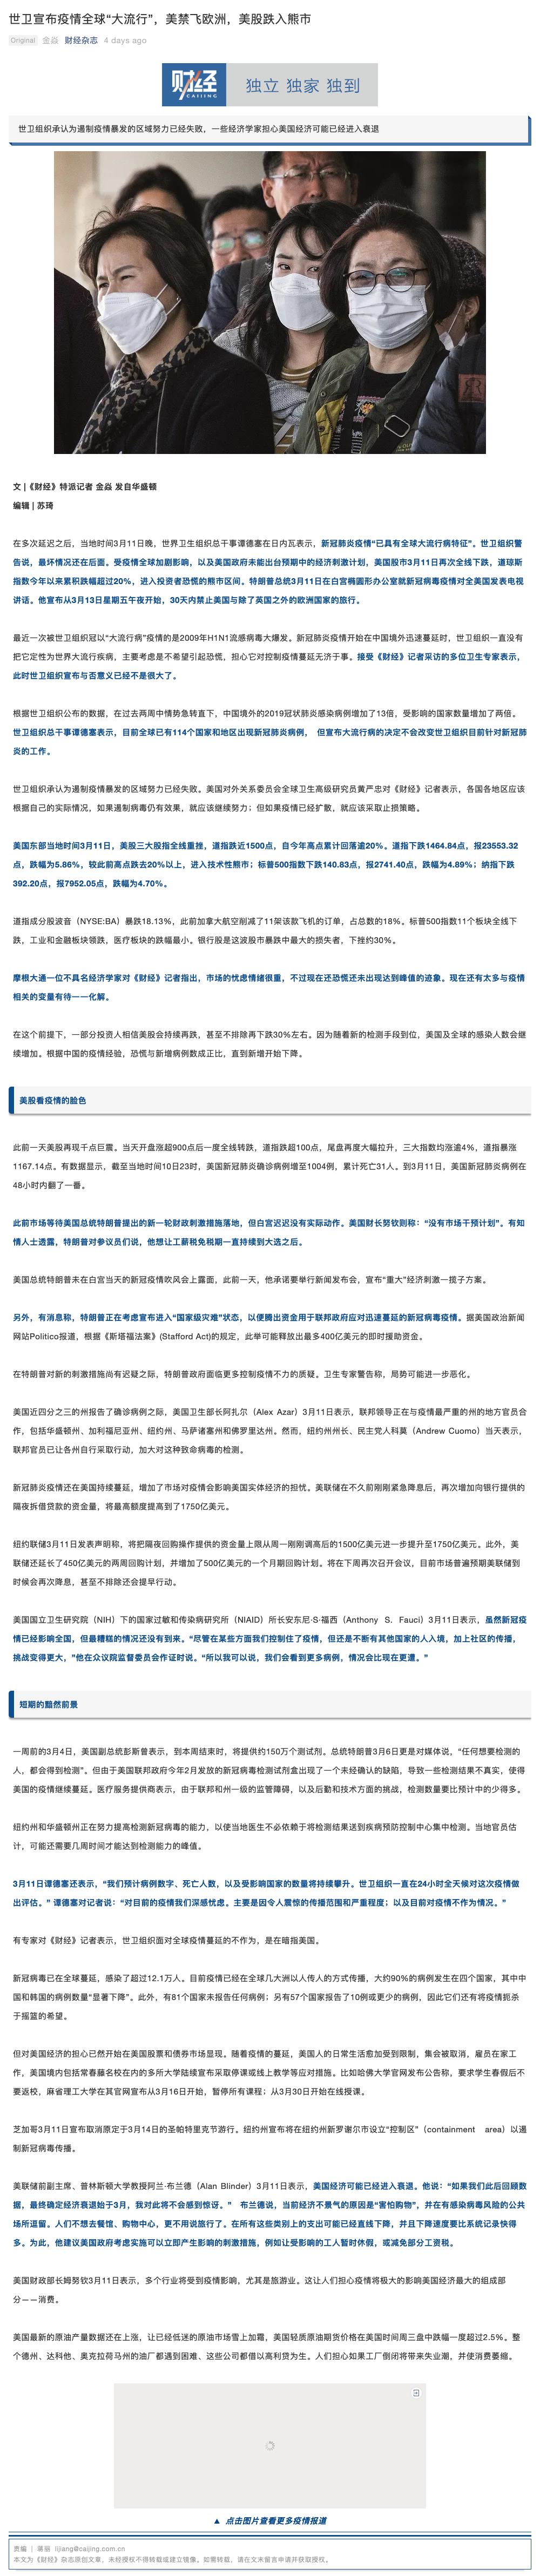 世卫宣布疫情全球“大流行”，美禁飞欧洲，美股跌入熊市
Original 金焱 财经杂志 4 days ago
财经 CAIJING 独立 独家 独到
世卫组织承认为遏制疫情暴发的区域努力已经失败，一些经济学家担心美国经济可能已经进入衰退
文 |《财经》特派记者 金焱 发自华盛顿
编辑 | 苏琦
在多次延迟之后，当地时间3月11日晚，世界卫生组织总干事谭德塞在日内瓦表示，新冠肺炎疫情“已具有全球大流行病特征”。世卫组织警
告说，最坏情况还在后面。受疫情全球加剧影响，以及美国政府未能出台预期中的经济刺激计划，美国股市3月11日再次全线下跌，道琼斯
指数今年以来累积跌幅超过20%，进入投资者恐慌的熊市区间。特朗普总统3月11日在白宫椭圆形办公室就新冠病毒疫情对全美国发表电视
讲话。他宣布从3月13日星期五午夜开始，30天内禁止美国与除了英国之外的欧洲国家的旅行。
最近一次被世卫组织冠以“大流行病”疫情的是2009年H1N1流感病毒大爆发。新冠肺炎疫情开始在中国境外迅速蔓延时，世卫组织一直没有
把它定性为世界大流行疾病，主要考虑是不希望引起恐慌，担心它对控制疫情蔓延无济于事。接受《财经》记者采访的多位卫生专家表示，
此时世卫组织宣布与否意义已经不是很大了。
根据世卫组织公布的数据，在过去两周中情势急转直下，中国境外的2019冠状肺炎感染病例增加了13倍，受影响的国家数量增加了两倍。
世卫组织总干事谭德塞表示，目前全球已有114个国家和地区出现新冠肺炎病例， 但宣布大流行病的决定不会改变世卫组织目前针对新冠肺
炎的工作。
世卫组织承认为遏制疫情暴发的区域努力已经失败。美国对外关系委员会全球卫生高级研究员黄严忠对《财经》记者表示，各国各地区应该
根据自己的实际情况，如果遏制病毒仍有效果，就应该继续努力；但如果疫情已经扩散，就应该采取止损策略。
美国东部当地时间3月11日，美股三大股指全线重挫，道指跌近1500点，自今年高点累计回落逾20%。道指下跌1464.84点，报23553.32
点，跌幅为5.86%，较此前高点跌去20%以上，进入技术性熊市；标普500指数下跌140.83点，报2741.40点，跌幅为4.89%；纳指下跌
392.20点，报7952.05点，跌幅为4.70%。
道指成分股波音（NYSE:BA）暴跌18.13%，此前加拿大航空削减了11架该款飞机的订单，占总数的18%。标普500指数11个板块全线下
跌，工业和金融板块领跌，医疗板块的跌幅最小。银行股是这波股市暴跌中最大的损失者，下挫约30%。
摩根大通一位不具名经济学家对《财经》记者指出，市场的忧虑情绪很重，不过现在还恐慌还未出现达到峰值的迹象。现在还有太多与疫情
相关的变量有待一一化解。
在这个前提下，一部分投资人相信美股会持续再跌，甚至不排除再下跌30%左右。因为随着新的检测手段到位，美国及全球的感染人数会继
续增加。根据中国的疫情经验，恐慌与新增病例数成正比，直到新增开始下降。
美股看疫情的脸色
此前一天美股再现千点巨震。当天开盘涨超900点后一度全线转跌，道指跌超100点，尾盘再度大幅拉升，三大指数均涨逾4%，道指暴涨
1167.14点。有数据显示，截至当地时间10日23时，美国新冠肺炎确诊病例增至1004例，累计死亡31人。到3月11日，美国新冠肺炎病例在
48小时内翻了一番。
此前市场等待美国总统特朗普提出的新一轮财政刺激措施落地，但白宫迟迟没有实际动作。美国财长努钦则称：“没有市场干预计划”。有知
情人士透露，特朗普对参议员们说，他想让工薪税免税期一直持续到大选之后。
美国总统特朗普未在白宫当天的新冠疫情吹风会上露面，此前一天，他承诺要举行新闻发布会，宣布“重大”经济刺激一揽子方案。
另外，有消息称，特朗普正在考虑宣布进入“国家级灾难”状态，以便腾出资金用于联邦政府应对迅速蔓延的新冠病毒疫情。据美国政治新闻
网站Politico报道，根据《斯塔福法案》(Stafford Act)的规定，此举可能释放出最多400亿美元的即时援助资金。
在特朗普对新的刺激措施尚有迟疑之际，特朗普政府面临更多控制疫情不力的质疑。卫生专家警告称，局势可能进一步恶化。
美国近四分之三的州报告了确诊病例之际，美国卫生部长阿扎尔（Alex Azar）3月11日表示，联邦领导正在与疫情最严重的州的地方官员合
作，包括华盛顿州、加利福尼亚州、纽约州、马萨诸塞州和佛罗里达州。然而，纽约州州长、民主党人科莫（Andrew Cuomo）当天表示，
联邦官员已让各州自行采取行动，加大对这种致命病毒的检测。
新冠肺炎疫情还在美国持续蔓延，增加了市场对疫情会影响美国实体经济的担忧。美联储在不久前刚刚紧急降息后，再次增加向银行提供的
隔夜拆借贷款的资金量，将最高额度提高到了1750亿美元。
纽约联储3月11日发表声明称，将把隔夜回购操作提供的资金量上限从周一刚刚调高后的1500亿美元进一步提升至1750亿美元。此外，美
联储还延长了450亿美元的两周回购计划，并增加了500亿美元的一个月期回购计划。将在下周再次召开会议，目前市场普遍预期美联储到
时候会再次降息，甚至不排除还会提早行动。
美国国立卫生研究院（NIH）下的国家过敏和传染病研究所（NIAID）所长安东尼·S·福西（Anthony S. Fauci）3月11日表示，虽然新冠疫
情已经影响全国，但最糟糕的情况还没有到来。“尽管在某些方面我们控制住了疫情，但还是不断有其他国家的人入境，加上社区的传播，
挑战变得更大，”他在众议院监督委员会作证时说。“所以我可以说，我们会看到更多病例，情况会比现在更遭。”
短期的黯然前景
一周前的3月4日，美国副总统彭斯曾表示，到本周结束时，将提供约150万个测试剂。总统特朗普3月6日更是对媒体说，“任何想要检测的
人，都会得到检测”。但由于美国联邦政府今年2月发放的新冠病毒检测试剂盒出现了一个未经确认的缺陷，导致一些检测结果不真实，使得
美国的疫情继续蔓延。医疗服务提供商表示，由于联邦和州一级的监管障碍，以及后勤和技术方面的挑战，检测数量要比预计中的少得多。
纽约州和华盛顿州正在努力提高检测新冠病毒的能力，以使当地医生不必依赖于将检测结果送到疾病预防控制中心集中检测。当地官员估
计，可能还需要几周时间才能达到检测能力的峰值。
3月11日谭德塞还表示，“我们预计病例数字、死亡人数，以及受影响国家的数量将持续攀升。世卫组织一直在24小时全天候对这次疫情做
出评估。” 谭德塞对记者说：“对目前的疫情我们深感忧虑。主要是因令人震惊的传播范围和严重程度；以及目前对疫情不作为情况。”
有专家对《财经》记者表示，世卫组织面对全球疫情蔓延的不作为，是在暗指美国。
新冠病毒已在全球蔓延，感染了超过12.1万人。目前疫情已经在全球几大洲以人传人的方式传播，大约90%的病例发生在四个国家，其中中
国和韩国的病例数量“显著下降”。此外，有81个国家未报告任何病例；另有57个国家报告了10例或更少的病例，因此它们还有将疫情扼杀
于摇篮的希望。
但对美国经济的担心已然开始在美国股票和债券市场显现。随着疫情的蔓延，美国人的日常生活愈加受到限制，集会被取消，雇员在家工
作，美国境内包括常春藤名校在内的多所大学陆续宣布采取停课或线上教学等应对措施。比如哈佛大学官网发布公告称，要求学生春假后不
要返校，麻省理工大学在其官网宣布从3月16日开始，暂停所有课程；从3月30日开始在线授课。
芝加哥3月11日宣布取消原定于3月14日的圣帕特里克节游行。纽约州宣布将在纽约州新罗谢尔市设立“控制区”（containment area）以遏
制新冠病毒传播。
美联储前副主席、普林斯顿大学教授阿兰·布兰德（Alan Blinder）3月11日表示，美国经济可能已经进入衰退。他说：“如果我们此后回顾数
据，最终确定经济衰退始于3月，我对此将不会感到惊讶。” 布兰德说，当前经济不景气的原因是“害怕购物”，并在有感染病毒风险的公共
场所逗留。人们不想去餐馆、购物中心，更不用说旅行了。在所有这些类别上的支出可能已经直线下降，并且下降速度要比系统记录快得
多。为此，他建议美国政府考虑实施可以立即产生影响的刺激措施，例如让受影响的工人暂时休假，或减免部分工资税。
美国财政部长姆努钦3月11日表示，多个行业将受到疫情影响，尤其是旅游业。这让人们担心疫情将极大的影响美国经济最大的组成部
分——消费。
美国最新的原油产量数据还在上涨，让已经低迷的原油市场雪上加霜，美国轻质原油期货价格在美国时间周三盘中跌幅一度超过2.5%。整
个德州、达科他、奥克拉荷马州的油厂都遇到困难、这些公司都借以高利贷为生。人们担心如果工厂倒闭将带来失业潮，并使消费萎缩。
▲ 点击图片查看更多疫情报道
责编 | 蒋丽 lijiang@caijing.com.cn
本文为《财经》杂志原创文章，未经授权不得转载或建立镜像。如需转载，请在文末留言申请并获取授权。